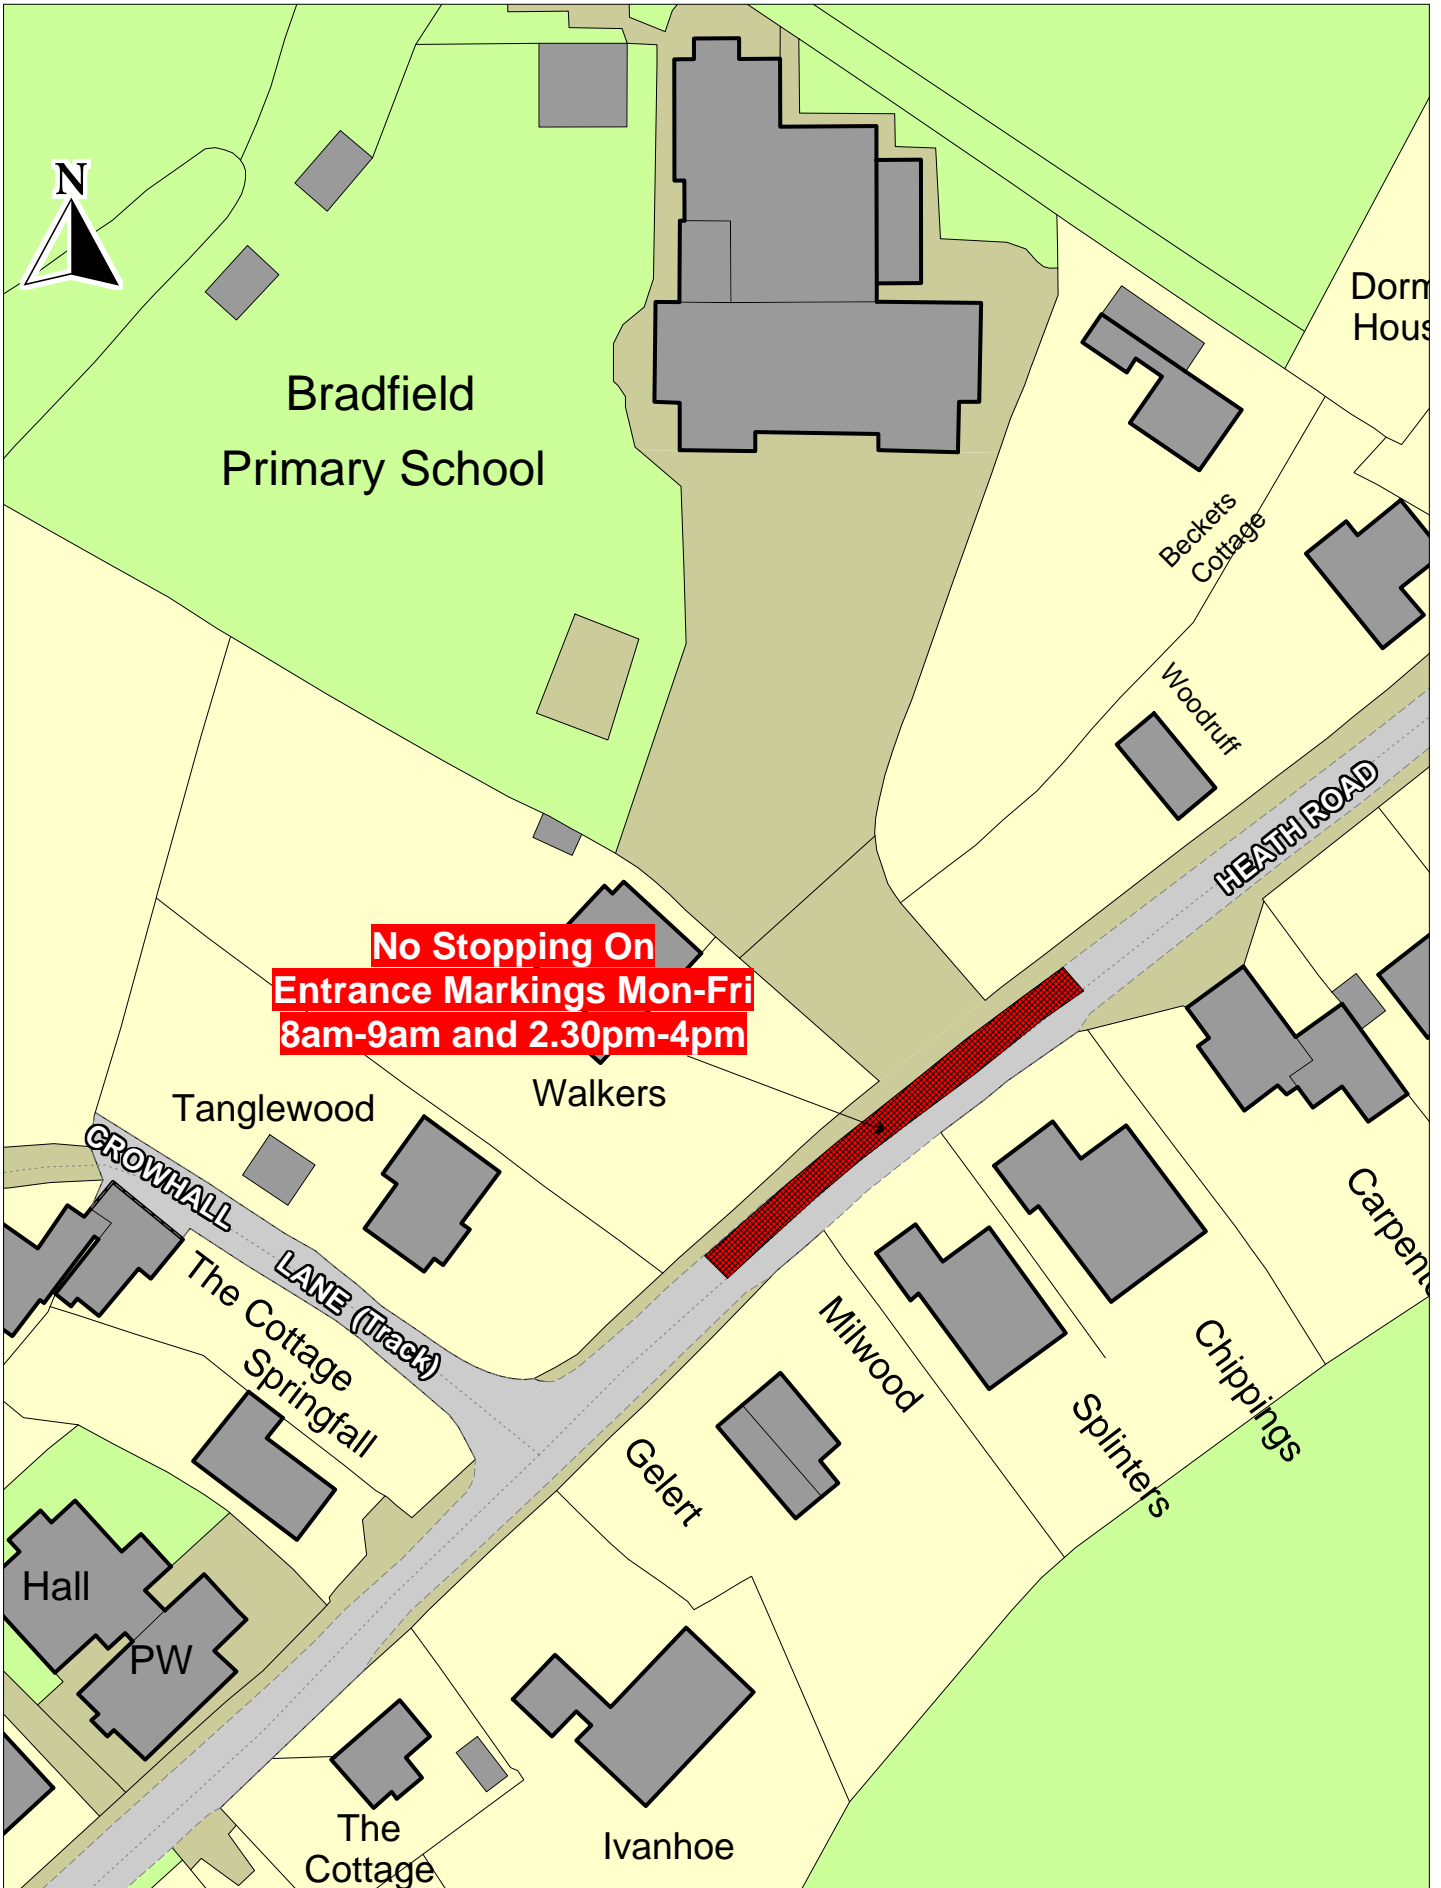 N
Dorm
Hous
Bradfield
Primary School
Beckets
Cottage
Woodruff
HEATH ROAD
No Stopping On
Entrance Markings Mon-Fri
8am-9am and 2.30pm-4pm
Walkers
Tanglewood
CROWHALL
LANE (Track)
The Cottage
Springfall
Carpente
Chippings
Milwood
Splinters
Gelert
Hall
PW
The
Cottage
Ivanhoe